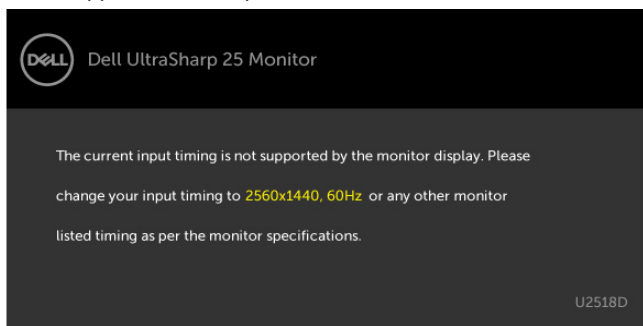 DELL
Dell UltraSharp 25 Monitor
The current input timing is not supported by the monitor display. Please
change your input timing to 2560x1440, 60Hz or any other monitor
listed timing as per the monitor specifications.
U2518D